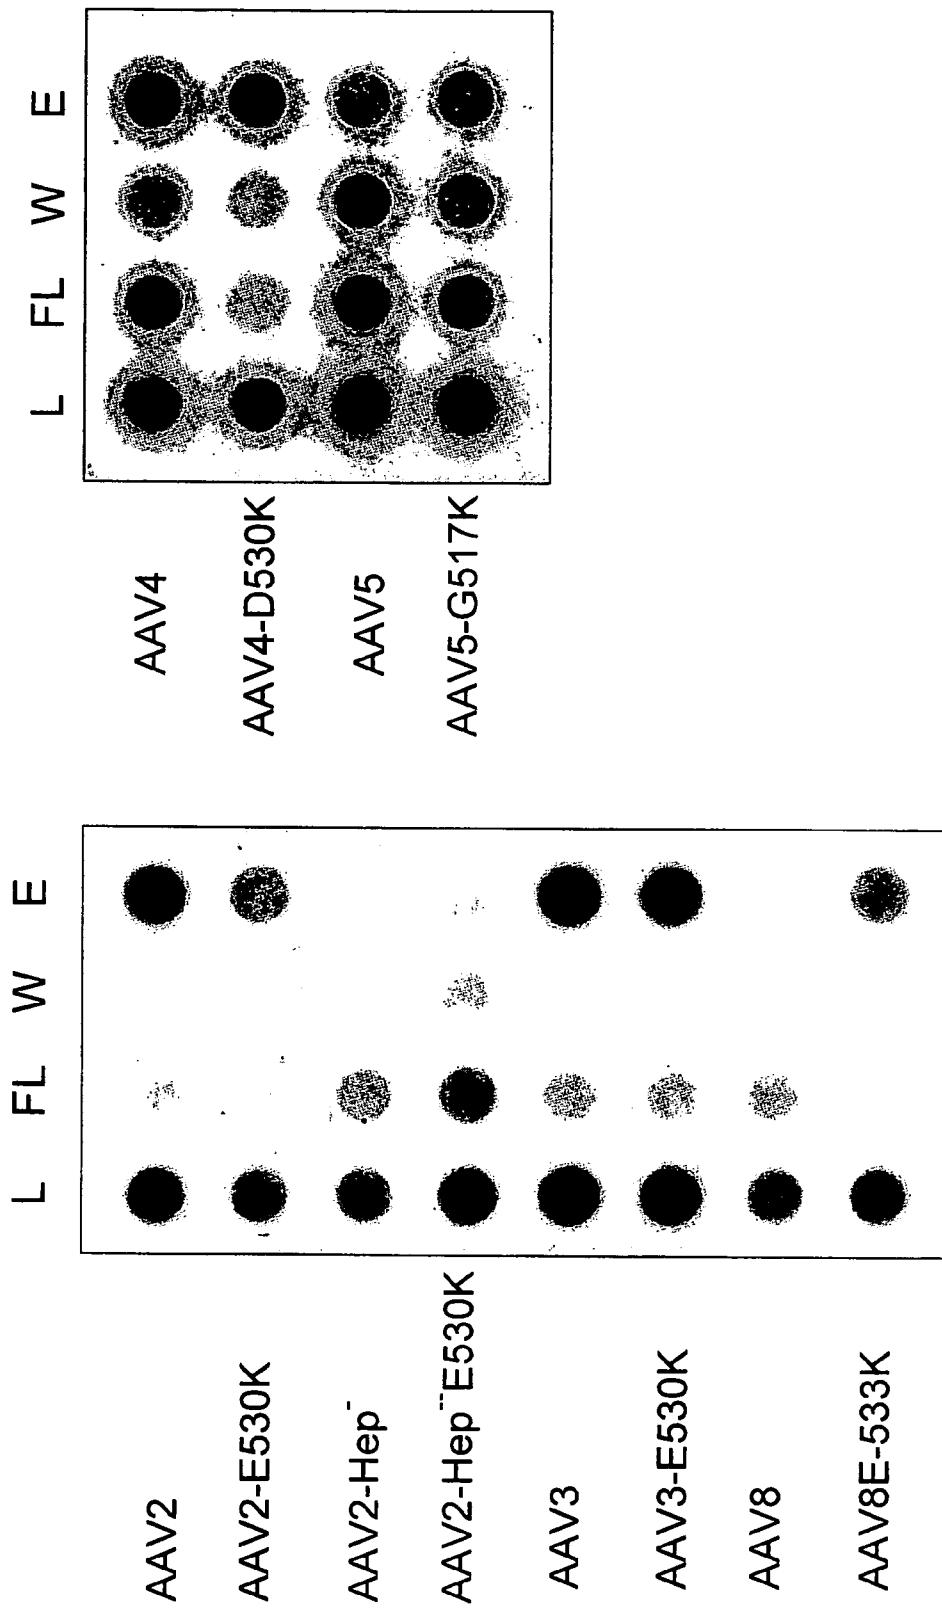 L FL W E
AAV2
AAV2-E530K
AAV2-Hep⁻
AAV2-Hep⁻⁻E530K
AAV3
AAV3-E530K
AAV8
AAV8E-533K
L FL W E
AAV4
AAV4-D530K
AAV5
AAV5-G517K